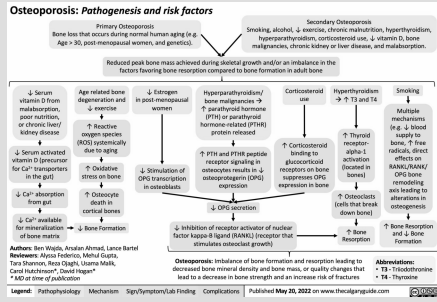 Osteoporosis: Pathogenesis and risk factors
Primary Osteoporosis
Bone loss that occurs during normal human aging (e.g.
Age > 30, post-menopausal women, and genetics).
Secondary Osteoporosis
Smoking, alcohol, ↓ exercise, chronic malnutrition, hyperthyroidism,
hyperparathyroidism, corticosteroid use, ↓ vitamin D, bone
malignancies, chronic kidney or liver disease, and malabsorption.
Reduced peak bone mass achieved during skeletal growth and/or an imbalance in the
factors favoring bone resorption compared to bone formation in adult bone
↓ Serum
vitamin D from
malabsorption,
poor nutrition,
or chronic liver/
kidney disease
↓ Serum activated
vitamin D (precursor
for Ca²⁺ transporters
in the gut)
↓ Ca²⁺ absorption
from gut
↓ Ca²⁺ available
for mineralization
of bone matrix
Age related bone
degeneration and
↓ exercise
↑ Reactive
oxygen species
(ROS) systemically
due to aging
↑ Oxidative
stress on bone
↑ Osteocyte
death in
cortical bones
↓ Bone Formation
↓ Estrogen
in post-menopausal
women
↓ Stimulation of
OPG transcription
in osteoblasts
Hyperparathyroidism/
bone malignancies →
↑ parathyroid hormone
(PTH) or parathyroid
hormone-related (PTHR)
protein released
↑ PTH and PTHR peptide
receptor signaling in
osteocytes results in ↓
osteoprotegerin (OPG)
expression
Corticosteroid
use
↑ Corticosteroid
binding to
glucocorticoid
receptors on bone
suppresses OPG
expression in bone
↓ OPG secretion
↓ Inhibition of receptor activator of nuclear
factor kappa-Β ligand (RANKL) (receptor that
stimulates osteoclast growth)
Hyperthyroidism
→ ↑ T3 and T4
↑ Thyroid
receptor-
alpha-1
activation
(located in
bones)
↑ Osteoclasts
(cells that break
down bone)
↑ Bone
Resorption
Smoking
Multiple
mechanisms
(e.g. ↓ blood
supply to
bone, ↑ free
radicals, direct
effects on
RANKL/RANK/
OPG bone
remodeling
axis leading to
alterations in
osteogenesis
↑ Bone Resorption
and ↓ Bone
Formation
Authors: Ben Wajda, Arsalan Ahmad, Lance Bartel
Reviewers: Alyssa Federico, Mehul Gupta,
Tara Shannon, Reza Ojaghi, Usama Malik,
Carol Hutchinson*, David Hogan*
* MD at time of publication
Osteoporosis: Imbalance of bone formation and resorption leading to
decreased bone mineral density and bone mass, or quality changes that
lead to a decrease in bone strength and an increase risk of fractures
Abbreviations:
• T3 - Triiodothronine
• T4 - Thyroxine
Legend: Pathophysiology Mechanism Sign/Symptom/Lab Finding Complications Published May 20, 2022 on www.thecalgaryguide.com